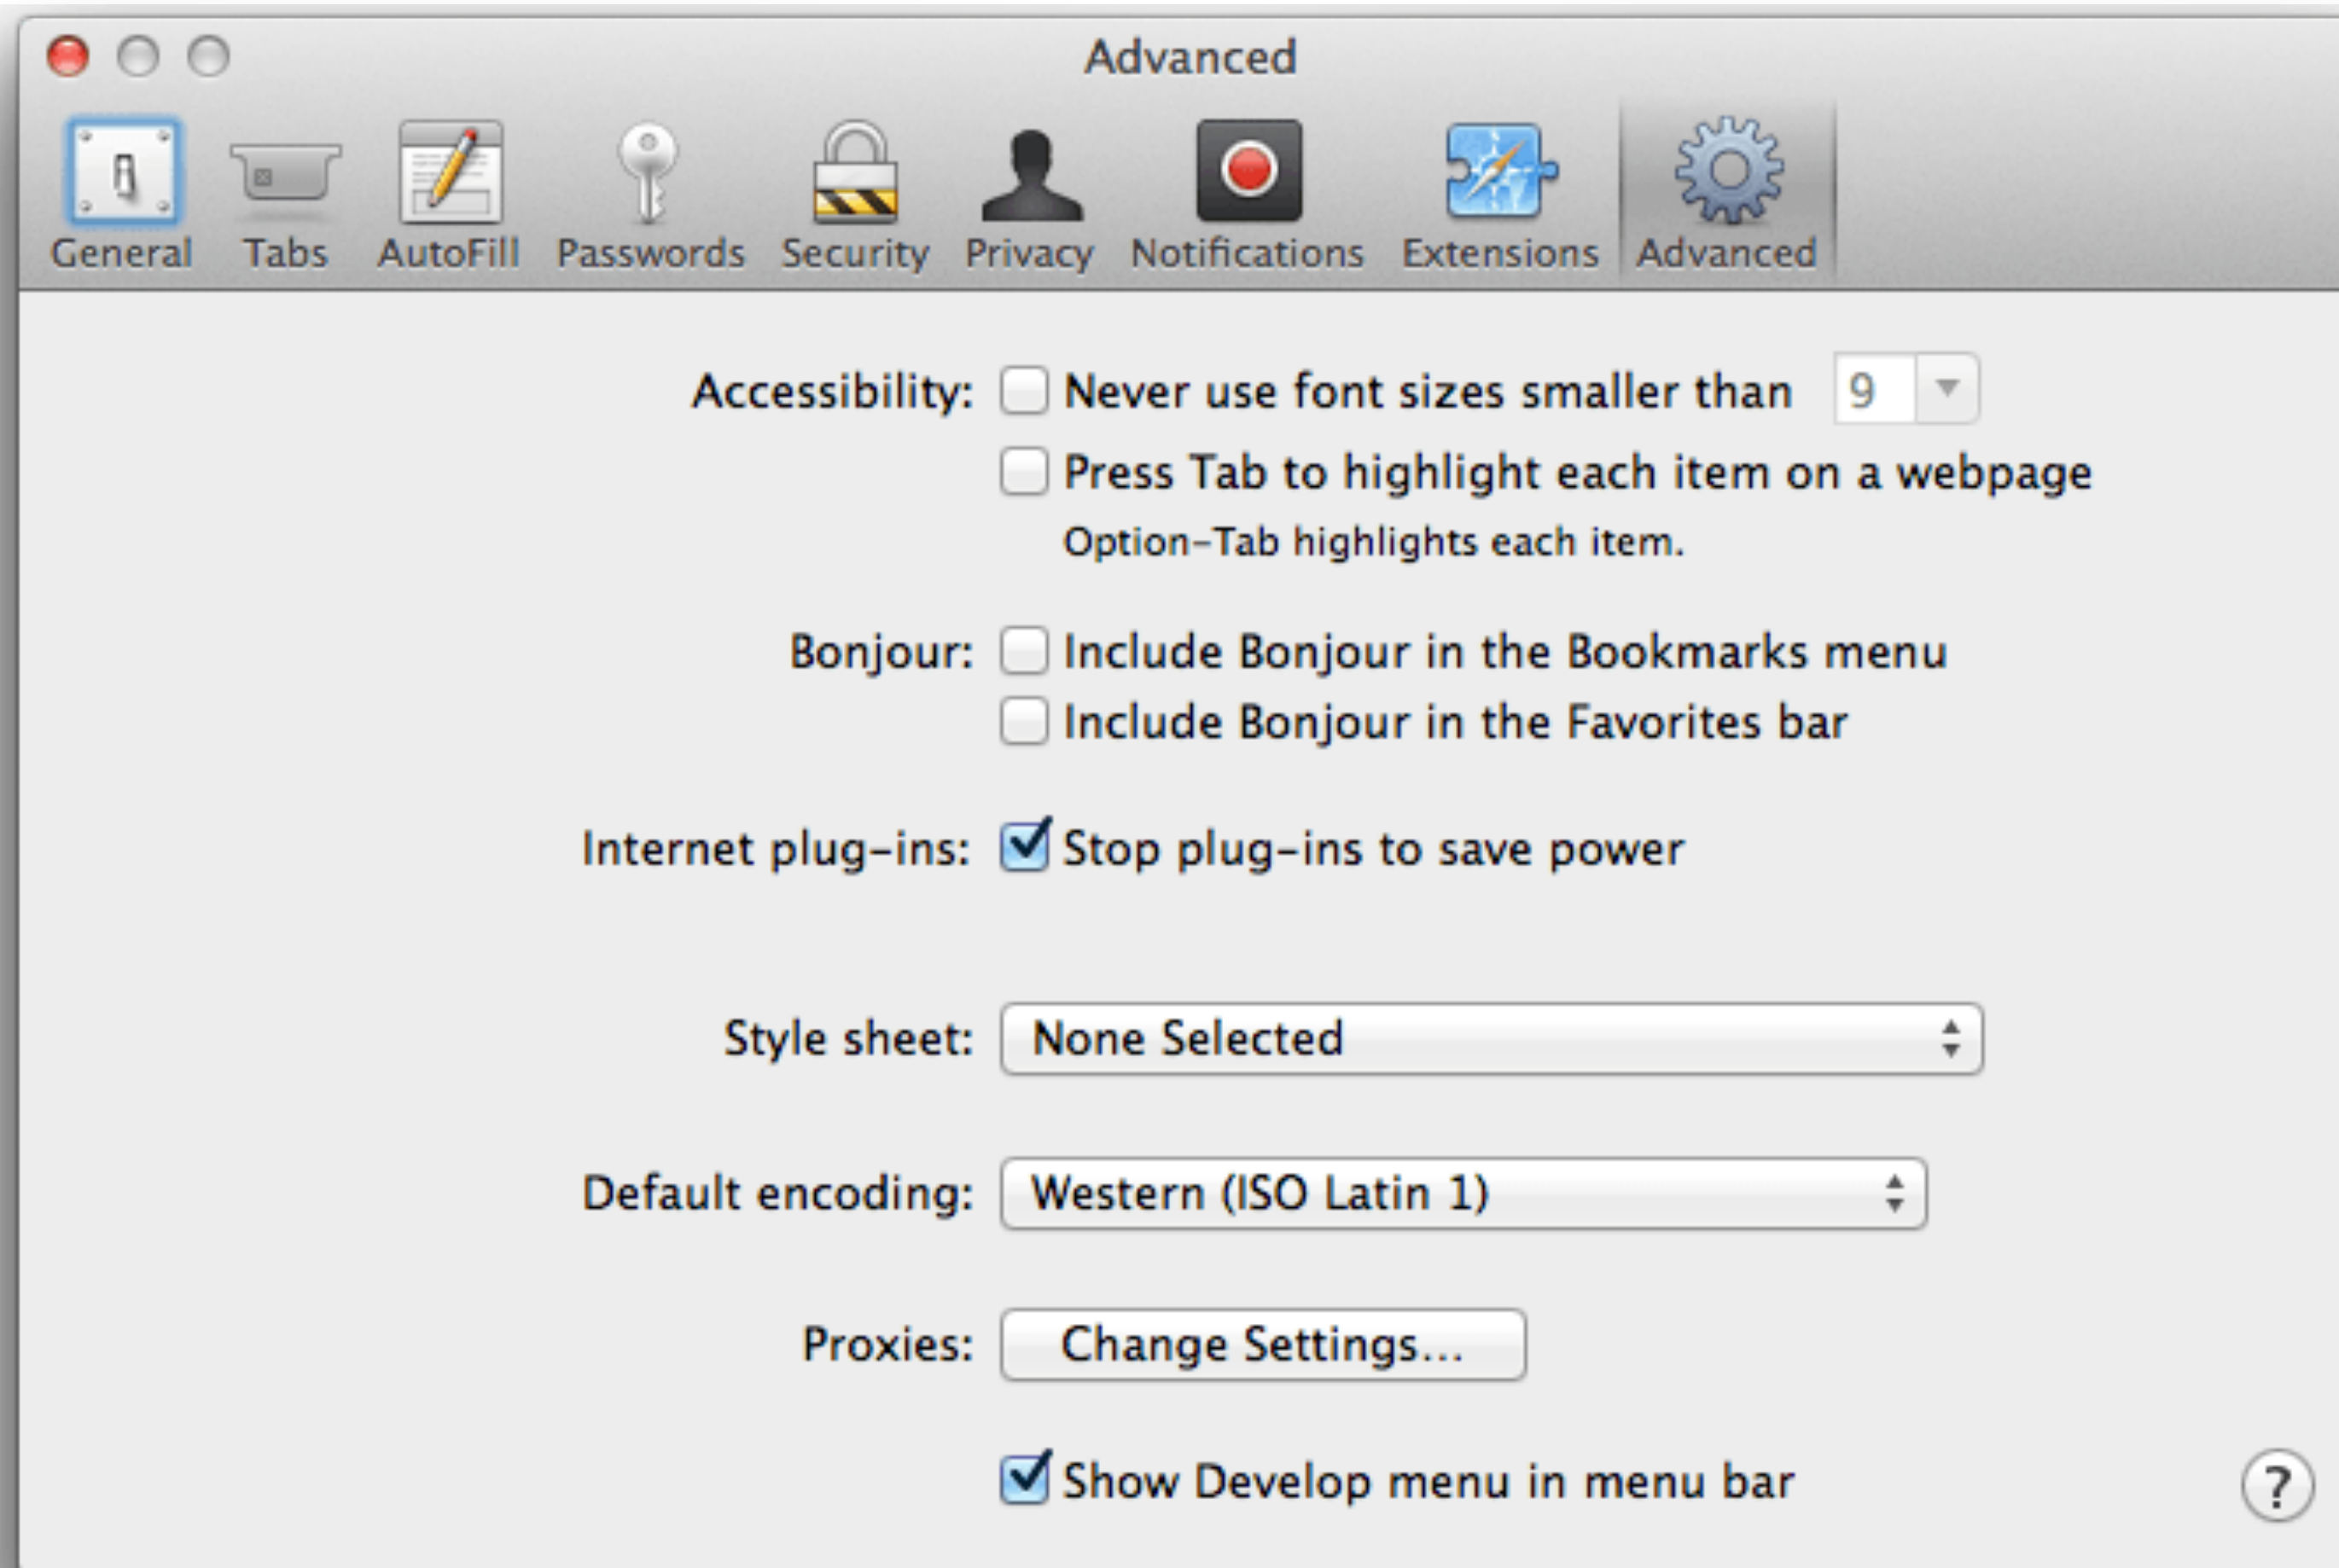 Advanced
General Tabs AutoFill Passwords Security Privacy Notifications Extensions Advanced
Accessibility: Never use font sizes smaller than 9
Press Tab to highlight each item on a webpage
Option-Tab highlights each item.
Bonjour: Include Bonjour in the Bookmarks menu
Include Bonjour in the Favorites bar
Internet plug-ins: Stop plug-ins to save power
Style sheet: None Selected
Default encoding: Western (ISO Latin 1)
Proxies: Change Settings...
Show Develop menu in menu bar
?